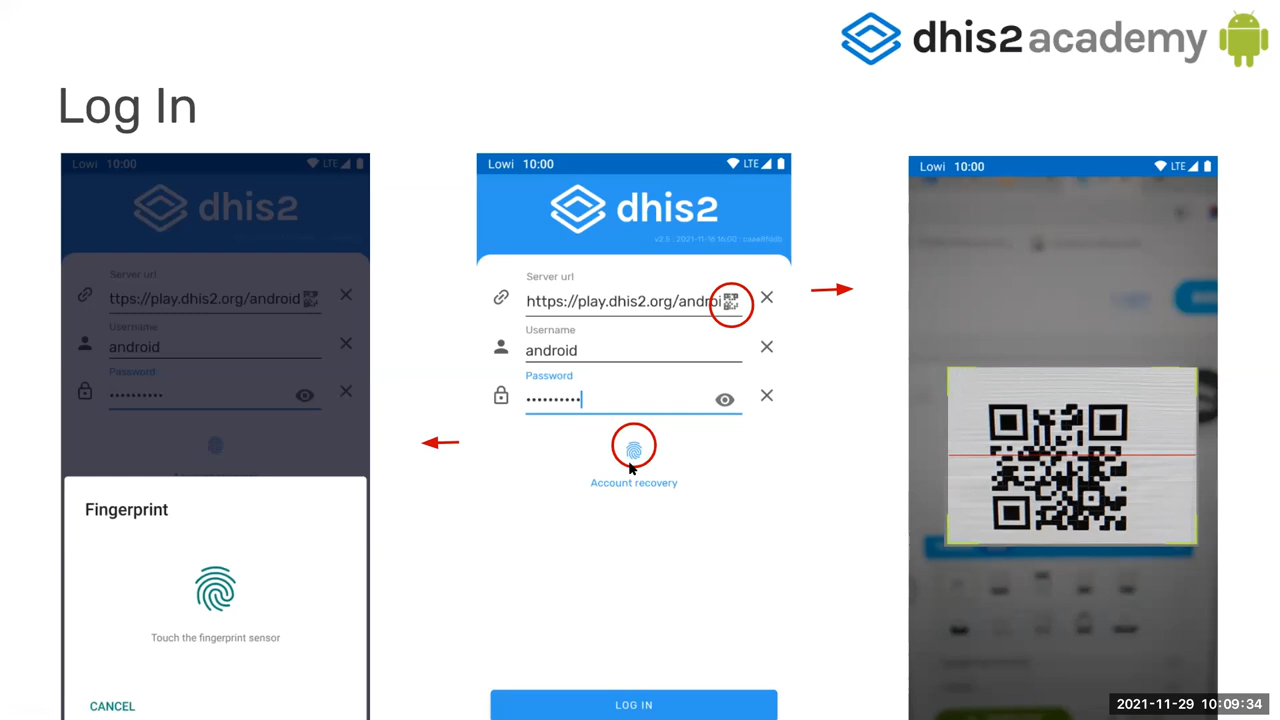 dhis2 academy
Log In
Lowi 10:00 LTE
dhis2
Server url
ttps://play.dhis2.org/android
Username
android
Password
••••••••••
Fingerprint
Touch the fingerprint sensor
CANCEL
Lowi 10:00 LTE
dhis2
Server url
https://play.dhis2.org/androi
Username
android
Password
••••••••••
Account recovery
LOG IN
Lowi 10:00 LTE
2021-11-29 10:09:34